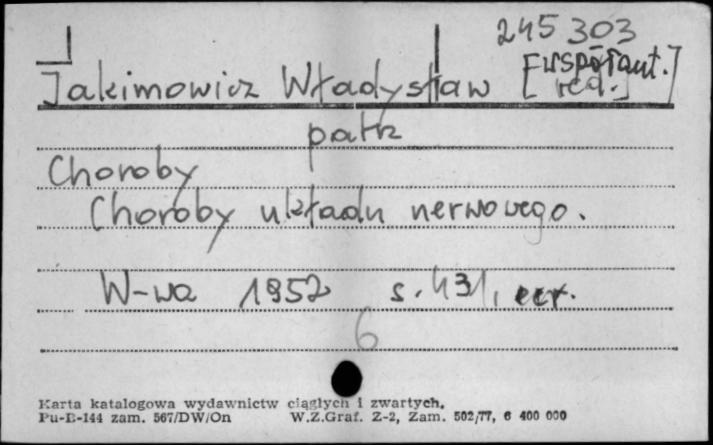 245 303
Jakimowicz Władysław [współaut.]
red.]
patrz
Choroby
Choroby układu nerwowego.
W-wa 1952 s. 431,
6
Karta katalogowa wydawnictw ciągłych i zwartych.
Pu-B-144 zam. 567/DW/On W.Z.Graf. Z-2, Zam. 502/77, 6 400 000